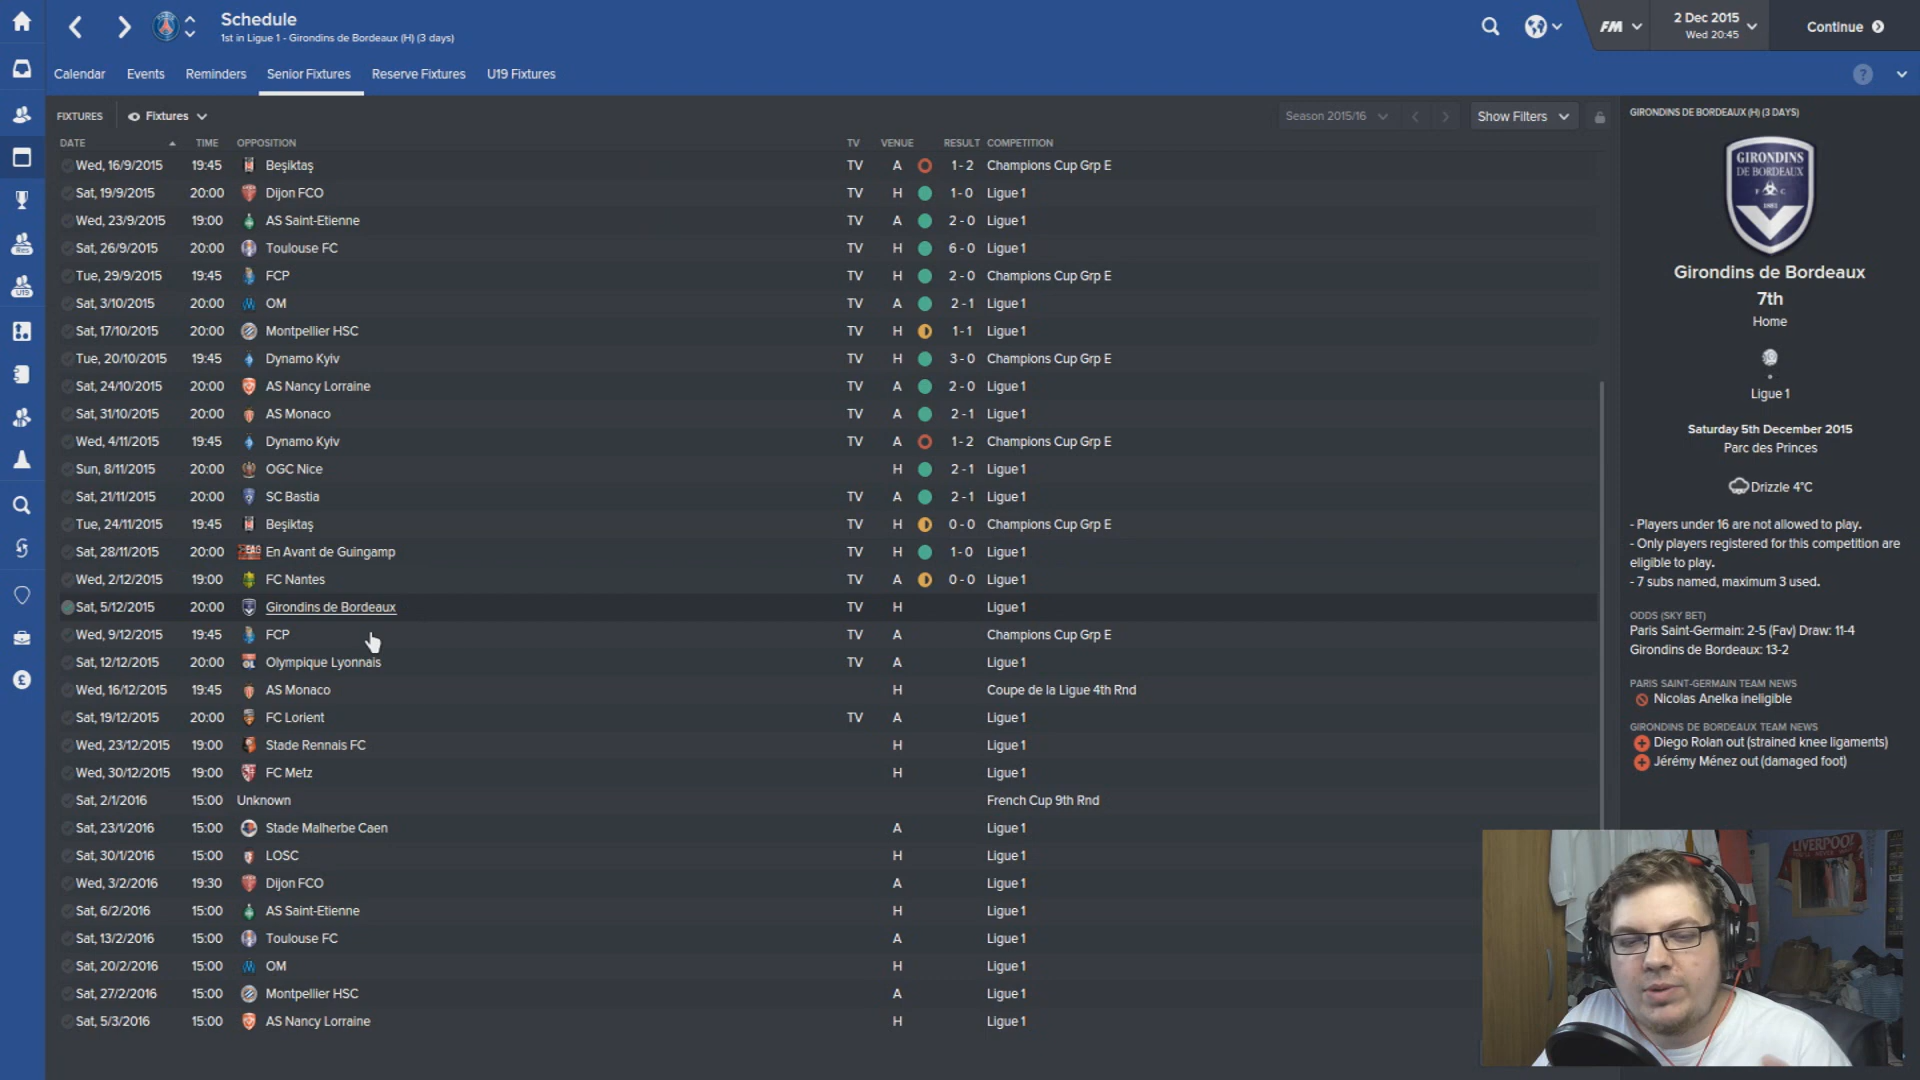 Schedule
1st in Ligue 1 - Girondins de Bordeaux (H) (3 days)
FM
2 Dec 2015
Wed 20:45
Continue
Calendar Events Reminders Senior Fixtures Reserve Fixtures U19 Fixtures
?
FIXTURES Fixtures Season 2015/16 Show Filters
DATE TIME OPPOSITION TV VENUE RESULT COMPETITION
Wed, 16/9/2015 19:45 Beşiktaş TV A 1 - 2 Champions Cup Grp E
Sat, 19/9/2015 20:00 Dijon FCO TV H 1 - 0 Ligue 1
Wed, 23/9/2015 19:00 AS Saint-Etienne TV A 2 - 0 Ligue 1
Sat, 26/9/2015 20:00 Toulouse FC TV H 6 - 0 Ligue 1
Tue, 29/9/2015 19:45 FCP TV H 2 - 0 Champions Cup Grp E
Sat, 3/10/2015 20:00 OM TV A 2 - 1 Ligue 1
Sat, 17/10/2015 20:00 Montpellier HSC TV H 1 - 1 Ligue 1
Tue, 20/10/2015 19:45 Dynamo Kyiv TV H 3 - 0 Champions Cup Grp E
Sat, 24/10/2015 20:00 AS Nancy Lorraine TV A 2 - 0 Ligue 1
Sat, 31/10/2015 20:00 AS Monaco TV A 2 - 1 Ligue 1
Wed, 4/11/2015 19:45 Dynamo Kyiv TV A 1 - 2 Champions Cup Grp E
Sun, 8/11/2015 20:00 OGC Nice H 2 - 1 Ligue 1
Sat, 21/11/2015 20:00 SC Bastia TV A 2 - 1 Ligue 1
Tue, 24/11/2015 19:45 Beşiktaş TV H 0 - 0 Champions Cup Grp E
Sat, 28/11/2015 20:00 En Avant de Guingamp TV H 1 - 0 Ligue 1
Wed, 2/12/2015 19:00 FC Nantes TV A 0 - 0 Ligue 1
Sat, 5/12/2015 20:00 Girondins de Bordeaux TV H Ligue 1
Wed, 9/12/2015 19:45 FCP TV A Champions Cup Grp E
Sat, 12/12/2015 20:00 Olympique Lyonnais TV A Ligue 1
Wed, 16/12/2015 19:45 AS Monaco H Coupe de la Ligue 4th Rnd
Sat, 19/12/2015 20:00 FC Lorient TV A Ligue 1
Wed, 23/12/2015 19:00 Stade Rennais FC H Ligue 1
Wed, 30/12/2015 19:00 FC Metz H Ligue 1
Sat, 2/1/2016 15:00 Unknown French Cup 9th Rnd
Sat, 23/1/2016 15:00 Stade Malherbe Caen A Ligue 1
Sat, 30/1/2016 15:00 LOSC H Ligue 1
Wed, 3/2/2016 19:30 Dijon FCO A Ligue 1
Sat, 6/2/2016 15:00 AS Saint-Etienne H Ligue 1
Sat, 13/2/2016 15:00 Toulouse FC A Ligue 1
Sat, 20/2/2016 15:00 OM H Ligue 1
Sat, 27/2/2016 15:00 Montpellier HSC A Ligue 1
Sat, 5/3/2016 15:00 AS Nancy Lorraine H Ligue 1
GIRONDINS DE BORDEAUX (H) (3 DAYS)
GIRONDINS
DE BORDEAUX
F C
1881
Girondins de Bordeaux
7th
Home
Ligue 1
Saturday 5th December 2015
Parc des Princes
Drizzle 4°C
- Players under 16 are not allowed to play.
- Only players registered for this competition are
eligible to play.
- 7 subs named, maximum 3 used.
ODDS (SKY BET)
Paris Saint-Germain: 2-5 (Fav) Draw: 11-4
Girondins de Bordeaux: 13-2
PARIS SAINT-GERMAIN TEAM NEWS
Nicolas Anelka ineligible
GIRONDINS DE BORDEAUX TEAM NEWS
Diego Rolan out (strained knee ligaments)
Jérémy Ménez out (damaged foot)
LIVERPOOL